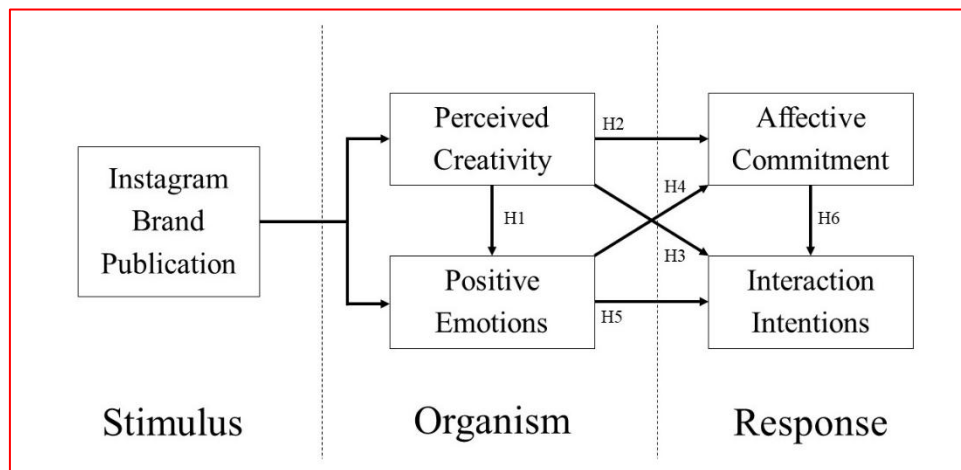 Instagram
Brand
Publication
Perceived
Creativity
H2
Affective
Commitment
H1
H4
H3
H6
Positive
Emotions
H5
Interaction
Intentions
Stimulus
Organism
Response